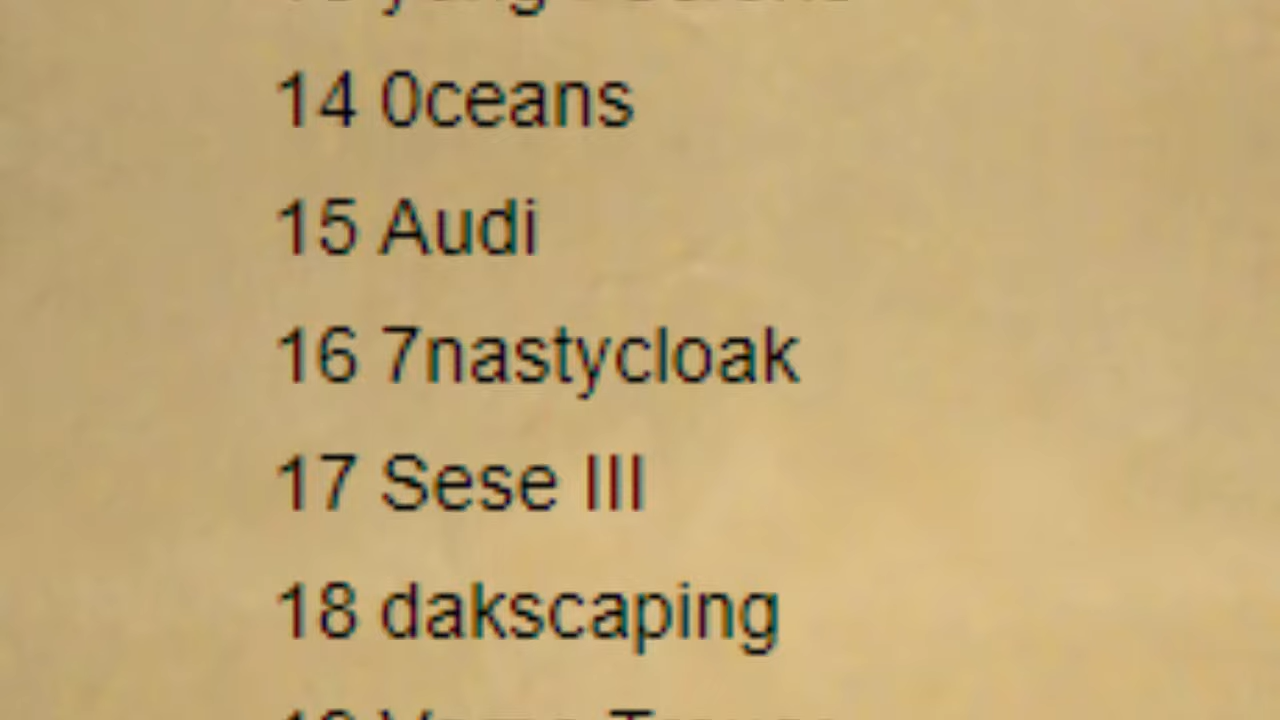 14 0ceans
15 Audi
16 7nastycloak
17 Sese III
18 dakscaping